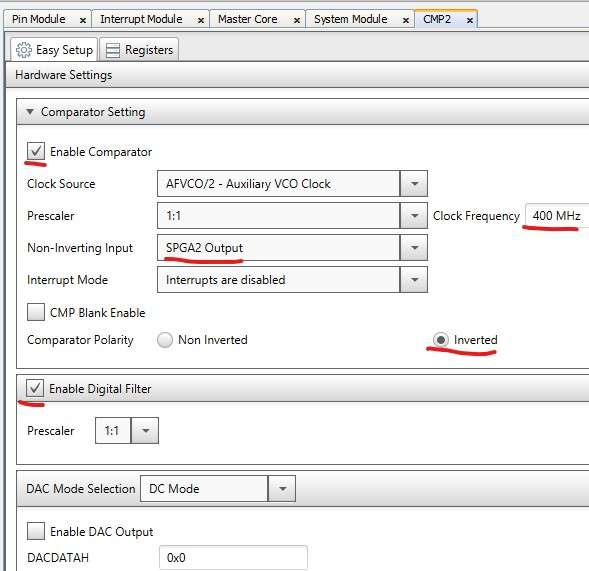 Pin Module x Interrupt Module x Master Core x System Module x CMP2 x
Easy Setup Registers
Hardware Settings
Comparator Setting
Enable Comparator
Clock Source AFVCO/2 - Auxiliary VCO Clock
Prescaler 1:1 Clock Frequency 400 MHz
Non-Inverting Input SPGA2 Output
Interrupt Mode Interrupts are disabled
CMP Blank Enable
Comparator Polarity Non Inverted Inverted
Enable Digital Filter
Prescaler 1:1
DAC Mode Selection DC Mode
Enable DAC Output
DACDATAH 0x0